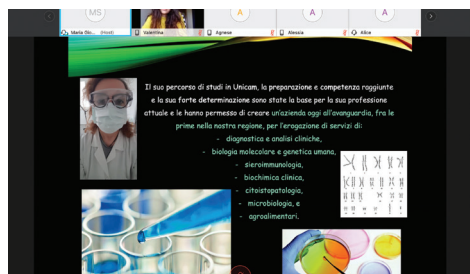 MS
A
A
A
Maria Giu... (Host)
Valentina
Agnese
Alessia
Alice
Il suo percorso di studi in Unicam, la preparazione e competenza raggiunte
e la sua forte determinazione sono state la base per la sua professione
attuale e le hanno permesso di creare un'azienda oggi all'avanguardia, fra le
prime nella nostra regione, per l'erogazione di servizi di:
- diagnostica e analisi cliniche,
- biologia molecolare e genetica umana,
- sieroimmunologia,
- biochimica clinica,
- citoistopatologia,
- microbiologia, e
- agroalimentari.